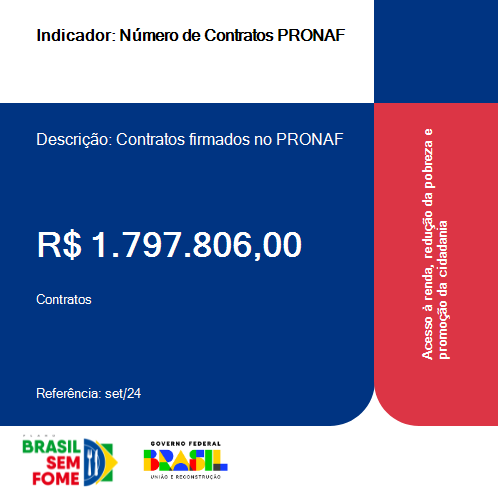 Indicador: Número de Contratos PRONAF
Descrição: Contratos firmados no PRONAF
R$ 1.797.806,00
Contratos
Referência: set/24
Acesso à renda, redução da pobreza e
promoção da cidadania
PLANO
BRASIL
SEM
FOME
GOVERNO FEDERAL
BRASIL
UNIÃO E RECONSTRUÇÃO